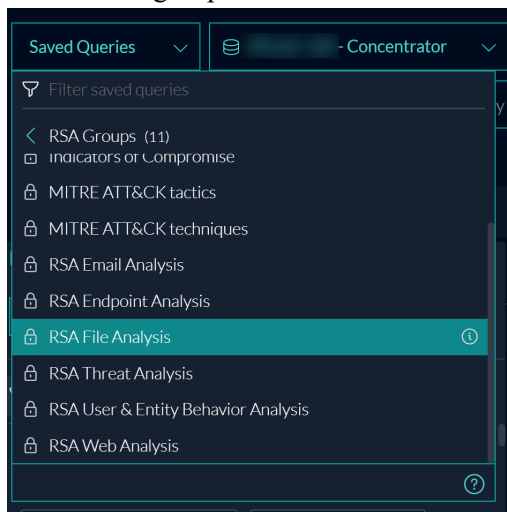 Saved Queries
- Concentrator
Filter saved queries
y
RSA Groups (11)
Indicators of Compromise
MITRE ATT&CK tactics
MITRE ATT&CK techniques
RSA Email Analysis
RSA Endpoint Analysis
RSA File Analysis
RSA Threat Analysis
RSA User & Entity Behavior Analysis
RSA Web Analysis